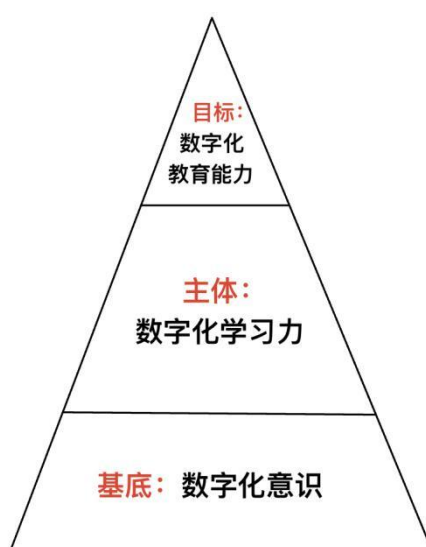 目标：
数字化
教育能力
主体：
数字化学习力
基底：数字化意识